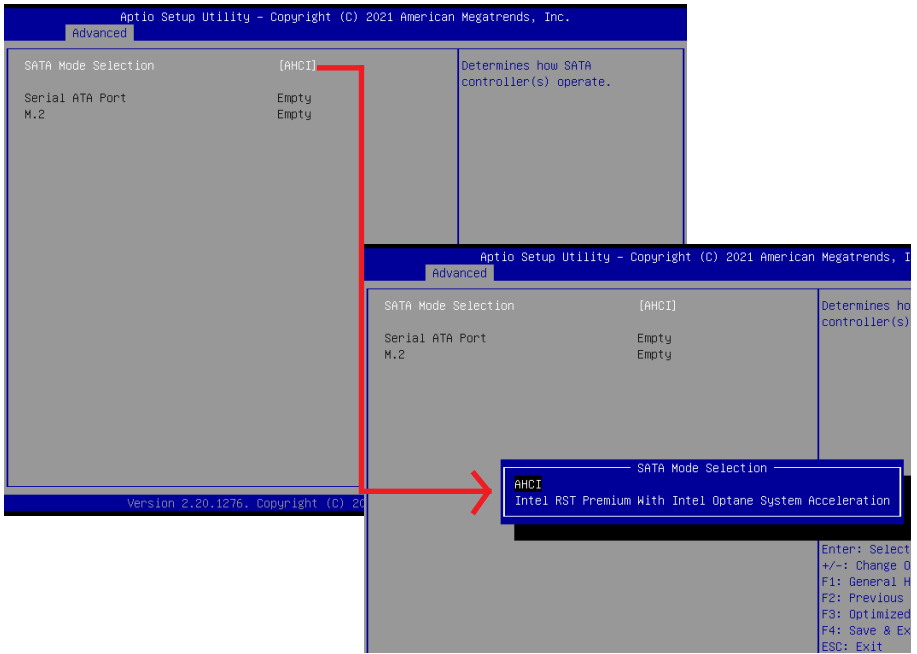 Aptio Setup Utility – Copyright (C) 2021 American Megatrends, Inc.
Advanced
SATA Mode Selection [AHCI]
Serial ATA Port Empty
M.2 Empty
Determines how SATA
controller(s) operate.
Version 2.20.1276. Copyright (C)
Aptio Setup Utility – Copyright (C) 2021 American Megatrends,
Advanced
SATA Mode Selection [AHCI]
Serial ATA Port Empty
M.2 Empty
Determines
controller(s)
SATA Mode Selection
AHCI
Intel RST Premium With Intel Optane System Acceleration
Enter: Select
+/-: Change
F1: General
F2: Previous
F3: Optimized
F4: Save &
ESC: Exit